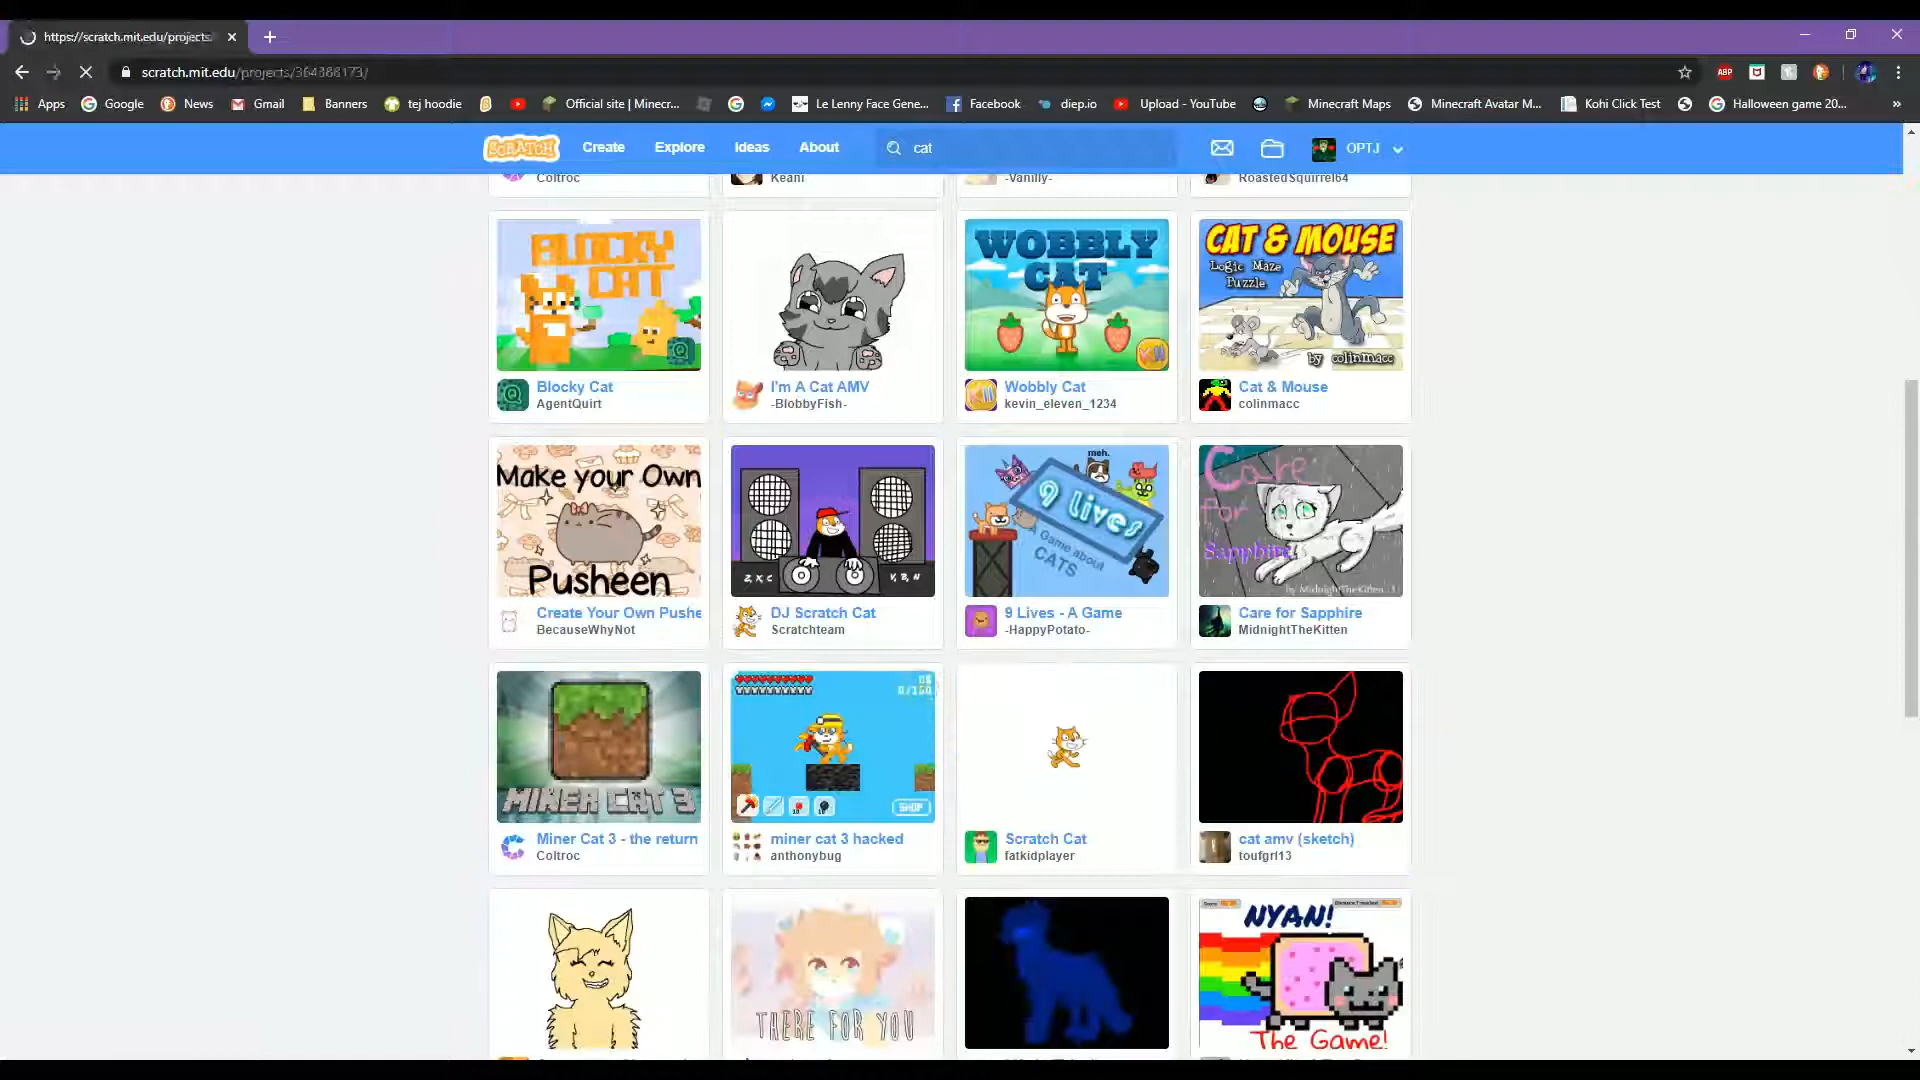 https://scratch.mit.edu/projects
scratch.mit.edu/projects/364886173/
ABP
Apps
Google
News
Gmail
Banners
tej hoodie
Official site | Minecr...
Le Lenny Face Gene...
Facebook
diep.io
Upload - YouTube
Minecraft Maps
Minecraft Avatar M...
Kohi Click Test
Halloween game 20...
SCRATCH
Create
Explore
Ideas
About
cat
OPTJ
Coltroc
Keani
-Vanilly-
RoastedSquirrel64
BLOCKY
CAT
WOBBLY
CAT
CAT & MOUSE
Logic Maze
Puzzle
by colinmacc
Blocky Cat
AgentQuirt
I'm A Cat AMV
-BlobbyFish-
Wobbly Cat
kevin_eleven_1234
Cat & Mouse
colinmacc
Make your Own
Pusheen
Z, X, C
V, B, N
meh.
9 Lives
A Game about
CATS
Care
for
Sapphire
by MidnightTheKitten
Create Your Own Pushe
BecauseWhyNot
DJ Scratch Cat
Scratchteam
9 Lives - A Game
-HappyPotato-
Care for Sapphire
MidnightTheKitten
MINER CAT 3
SHOP
Miner Cat 3 - the return
Coltroc
miner cat 3 hacked
anthonybug
Scratch Cat
fatkidplayer
cat amv (sketch)
toufgrl13
THERE FOR YOU
NYAN!
The Game!